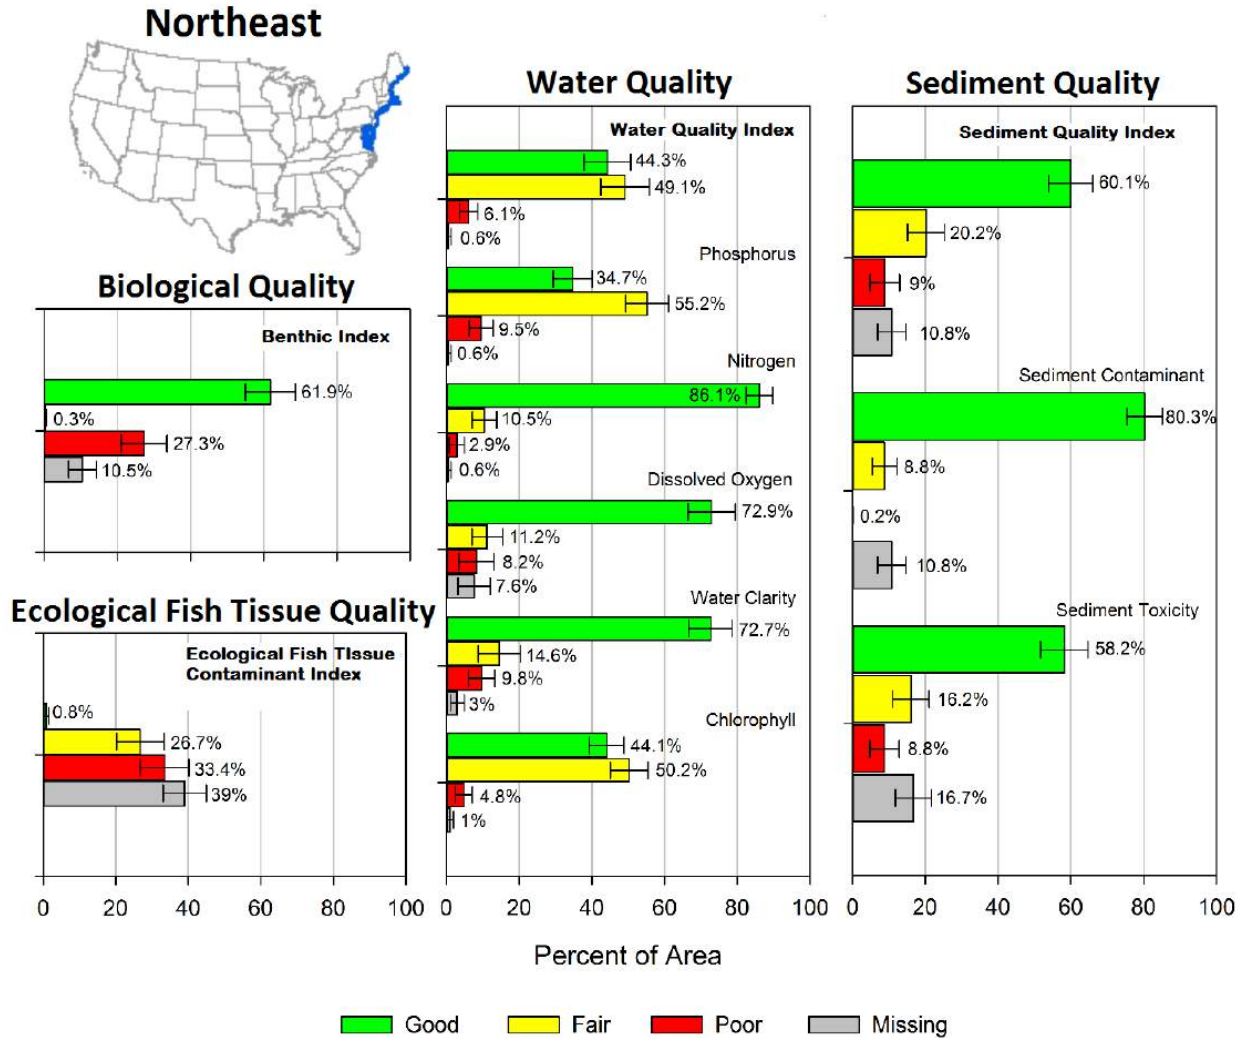 Northeast
Biological Quality
Benthic Index
61.9%
0.3%
27.3%
10.5%
Ecological Fish Tissue Quality
Ecological Fish TIssue
Contaminant Index
0.8%
26.7%
33.4%
39%
0 20 40 60 80 100
Water Quality
Water Quality Index
44.3%
49.1%
6.1%
0.6%
Phosphorus
34.7%
55.2%
9.5%
0.6%
Nitrogen
86.1%
10.5%
2.9%
0.6%
Dissolved Oxygen
72.9%
11.2%
8.2%
7.6%
Water Clarity
72.7%
14.6%
9.8%
3%
Chlorophyll
44.1%
50.2%
4.8%
1%
0 20 40 60 80 100
Sediment Quality
Sediment Quality Index
60.1%
20.2%
9%
10.8%
Sediment Contaminant
80.3%
8.8%
0.2%
10.8%
Sediment Toxicity
58.2%
16.2%
8.8%
16.7%
0 20 40 60 80 100
Percent of Area
Good Fair Poor Missing